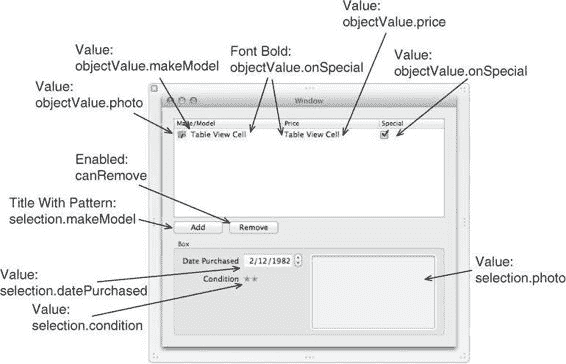 Value:
objectValue.price
Font Bold:
objectValue.onSpecial
Value:
objectValue.makeModel
Value:
objectValue.onSpecial
Value:
objectValue.photo
Window
Make/Model Price Special
Table View Cell Table View Cell
Enabled:
canRemove
Title With Pattern:
selection.makeModel
Add Remove
Box
Date Purchased 2/12/1982
Condition ★★
Value:
selection.datePurchased
Value:
selection.condition
Value:
selection.photo